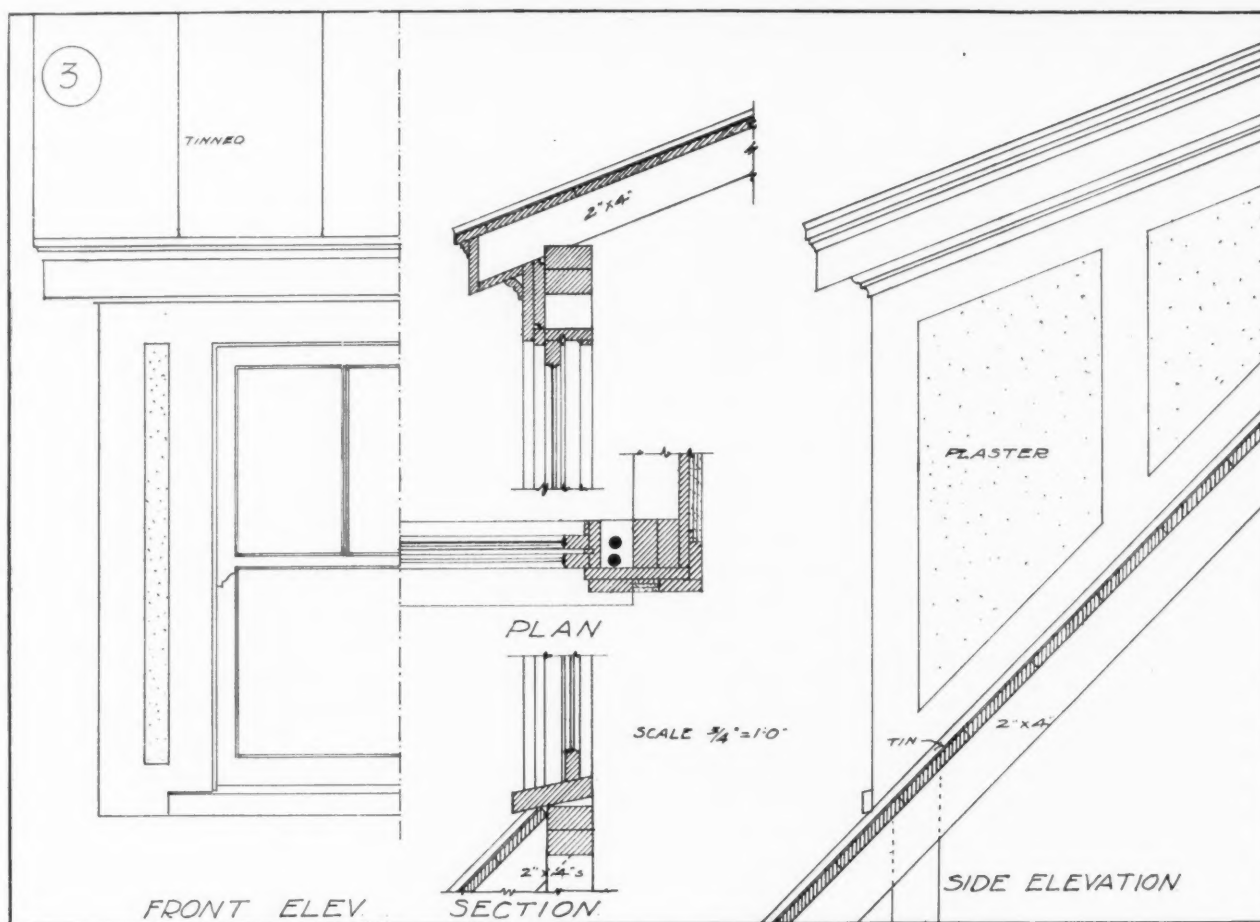 3
TINNED
2"X4"
PLASTER
PLAN
SCALE 3/4"=1'-0"
TIN
2"X4"
2"X4"s
FRONT ELEV.
SECTION.
SIDE ELEVATION